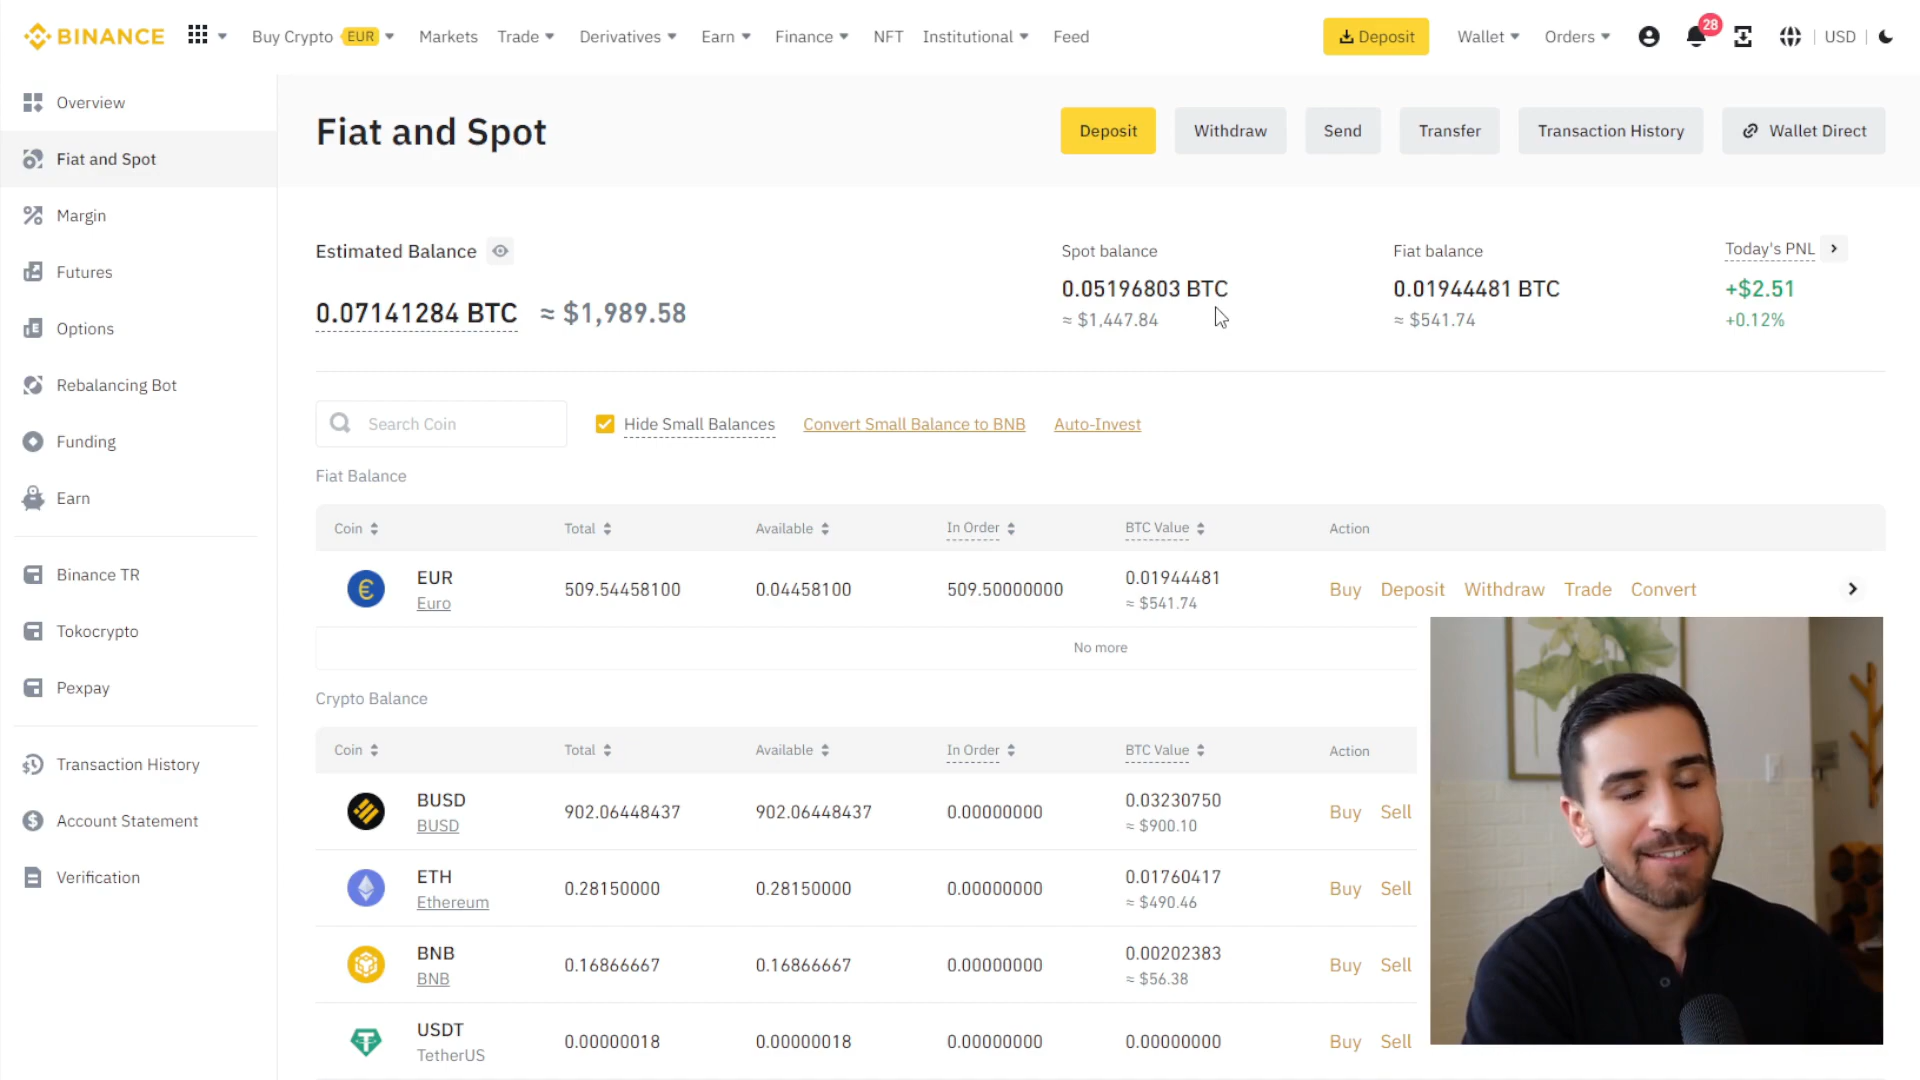 BINANCE
Buy Crypto EUR Markets Trade Derivatives Earn Finance NFT Institutional Feed Deposit Wallet Orders 28 USD
Overview
Fiat and Spot
Margin
Futures
Options
Rebalancing Bot
Funding
Earn
Binance TR
Tokocrypto
Pexpay
Transaction History
Account Statement
Verification
Fiat and Spot
Deposit Withdraw Send Transfer Transaction History Wallet Direct
Estimated Balance
0.07141284 BTC ≈ $1,989.58
Spot balance
0.05196803 BTC
≈ $1,447.84
Fiat balance
0.01944481 BTC
≈ $541.74
Today's PNL
+$2.51
+0.12%
Search Coin Hide Small Balances Convert Small Balance to BNB Auto-Invest
Fiat Balance
Coin Total Available In Order BTC Value Action
EUR
Euro
509.54458100 0.04458100 509.50000000
0.01944481
≈ $541.74
Buy Deposit Withdraw Trade Convert
No more
Crypto Balance
Coin Total Available In Order BTC Value Action
BUSD
BUSD
902.06448437 902.06448437 0.00000000
0.03230750
≈ $900.10
Buy Sell
ETH
Ethereum
0.28150000 0.28150000 0.00000000
0.01760417
≈ $490.46
Buy Sell
BNB
BNB
0.16866667 0.16866667 0.00000000
0.00202383
≈ $56.38
Buy Sell
USDT
TetherUS
0.00000018 0.00000018 0.00000000 0.00000000
Buy Sell